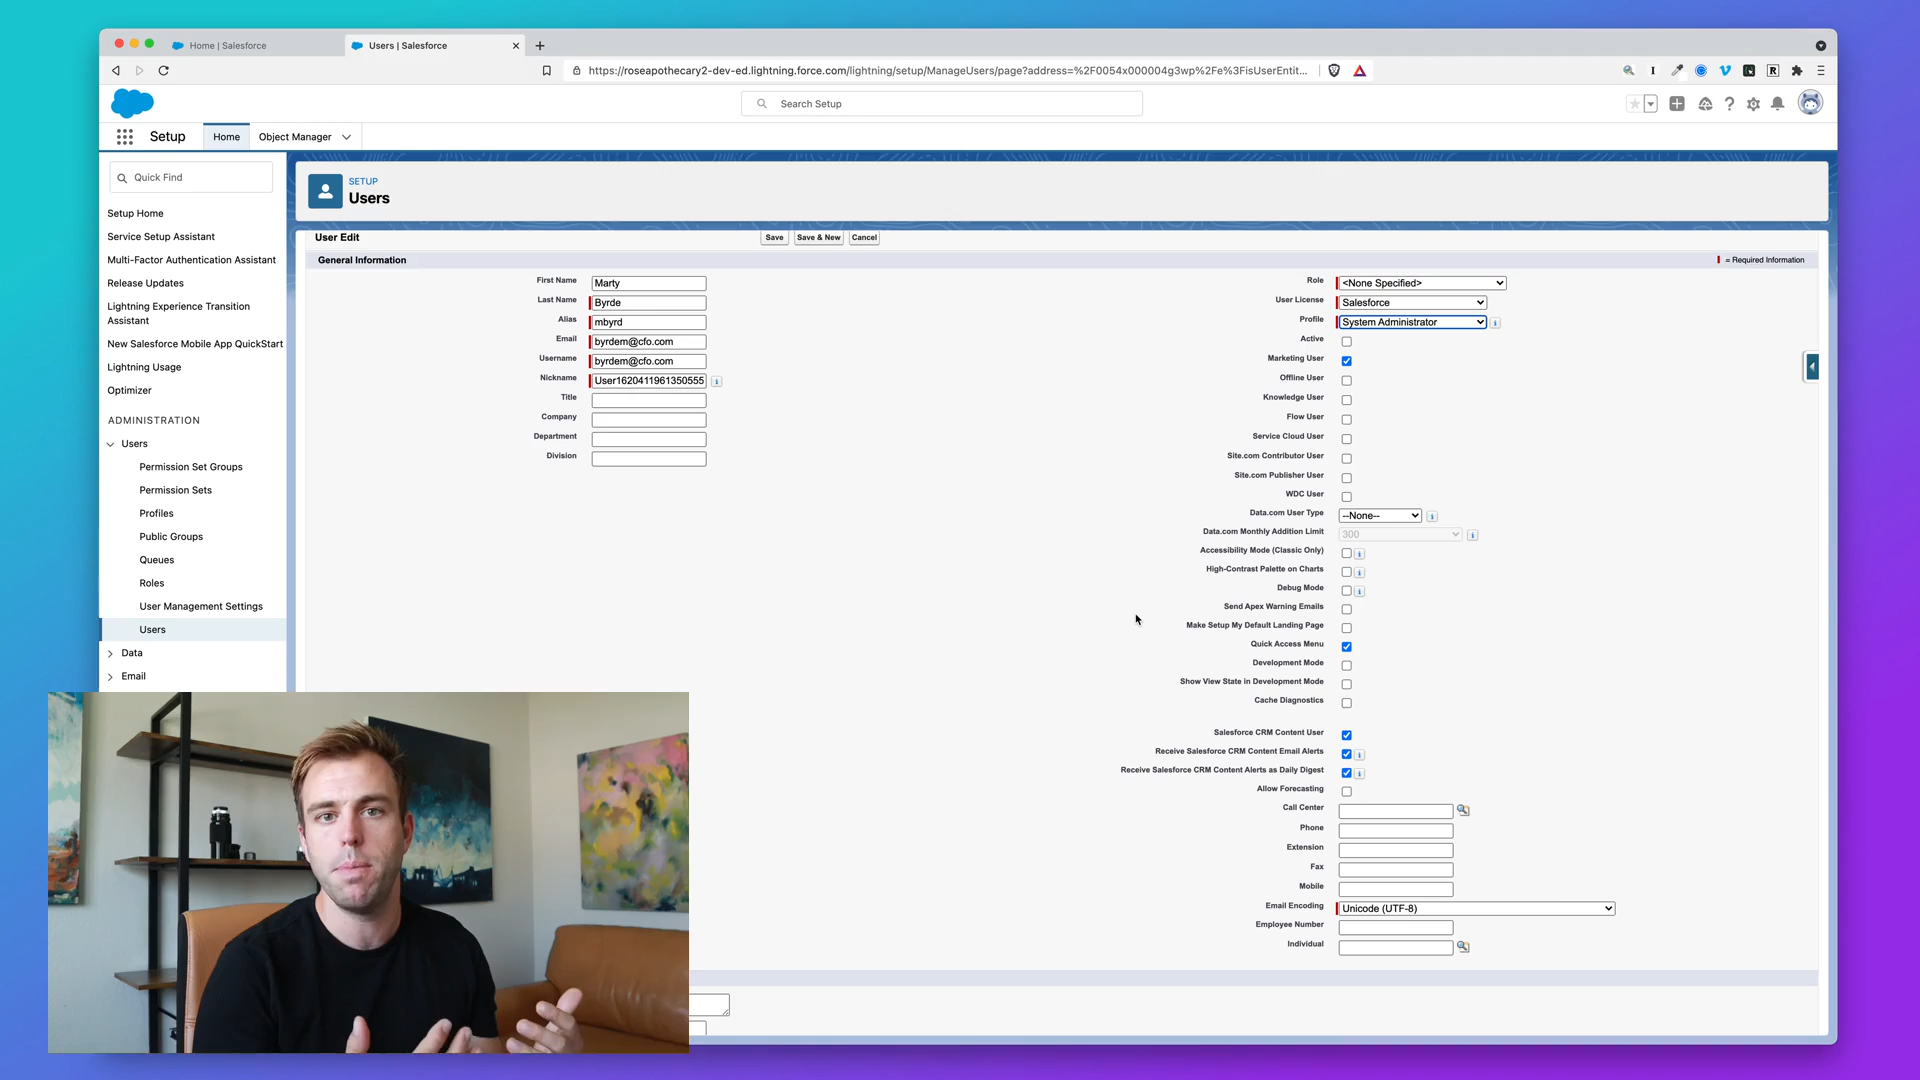 Home | Salesforce
Users | Salesforce
https://roseapothecary2-dev-ed.lightning.force.com/lightning/setup/ManageUsers/page?address=%2F0054x000004g3wp%2Fe%3FisUserEntit...
Search Setup
Setup
Home
Object Manager
Quick Find
Setup Home
Service Setup Assistant
Multi-Factor Authentication Assistant
Release Updates
Lightning Experience Transition
Assistant
New Salesforce Mobile App QuickStart
Lightning Usage
Optimizer
ADMINISTRATION
Users
Permission Set Groups
Permission Sets
Profiles
Public Groups
Queues
Roles
User Management Settings
Users
Data
Email
SETUP
Users
User Edit
Save
Save & New
Cancel
General Information
= Required Information
First Name Marty
Last Name Byrde
Alias mbyrd
Email byrdem@cfo.com
Username byrdem@cfo.com
Nickname User1620411961350555
Title
Company
Department
Division
Role <None Specified>
User License Salesforce
Profile System Administrator
Active
Marketing User
Offline User
Knowledge User
Flow User
Service Cloud User
Site.com Contributor User
Site.com Publisher User
WDC User
Data.com User Type --None--
Data.com Monthly Addition Limit 300
Accessibility Mode (Classic Only)
High-Contrast Palette on Charts
Debug Mode
Send Apex Warning Emails
Make Setup My Default Landing Page
Quick Access Menu
Development Mode
Show View State in Development Mode
Cache Diagnostics
Salesforce CRM Content User
Receive Salesforce CRM Content Email Alerts
Receive Salesforce CRM Content Alerts as Daily Digest
Allow Forecasting
Call Center
Phone
Extension
Fax
Mobile
Email Encoding Unicode (UTF-8)
Employee Number
Individual